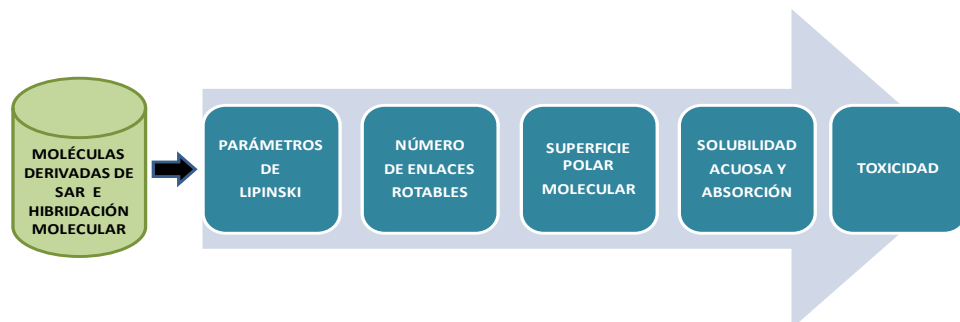 MOLÉCULAS
DERIVADAS DE
SAR E
HIBRIDACIÓN
MOLECULAR
PARÁMETROS
DE
LIPINSKI
NÚMERO
DE ENLACES
ROTABLES
SUPERFICIE
POLAR
MOLECULAR
SOLUBILIDAD
ACUOSA Y
ABSORCIÓN
TOXICIDAD